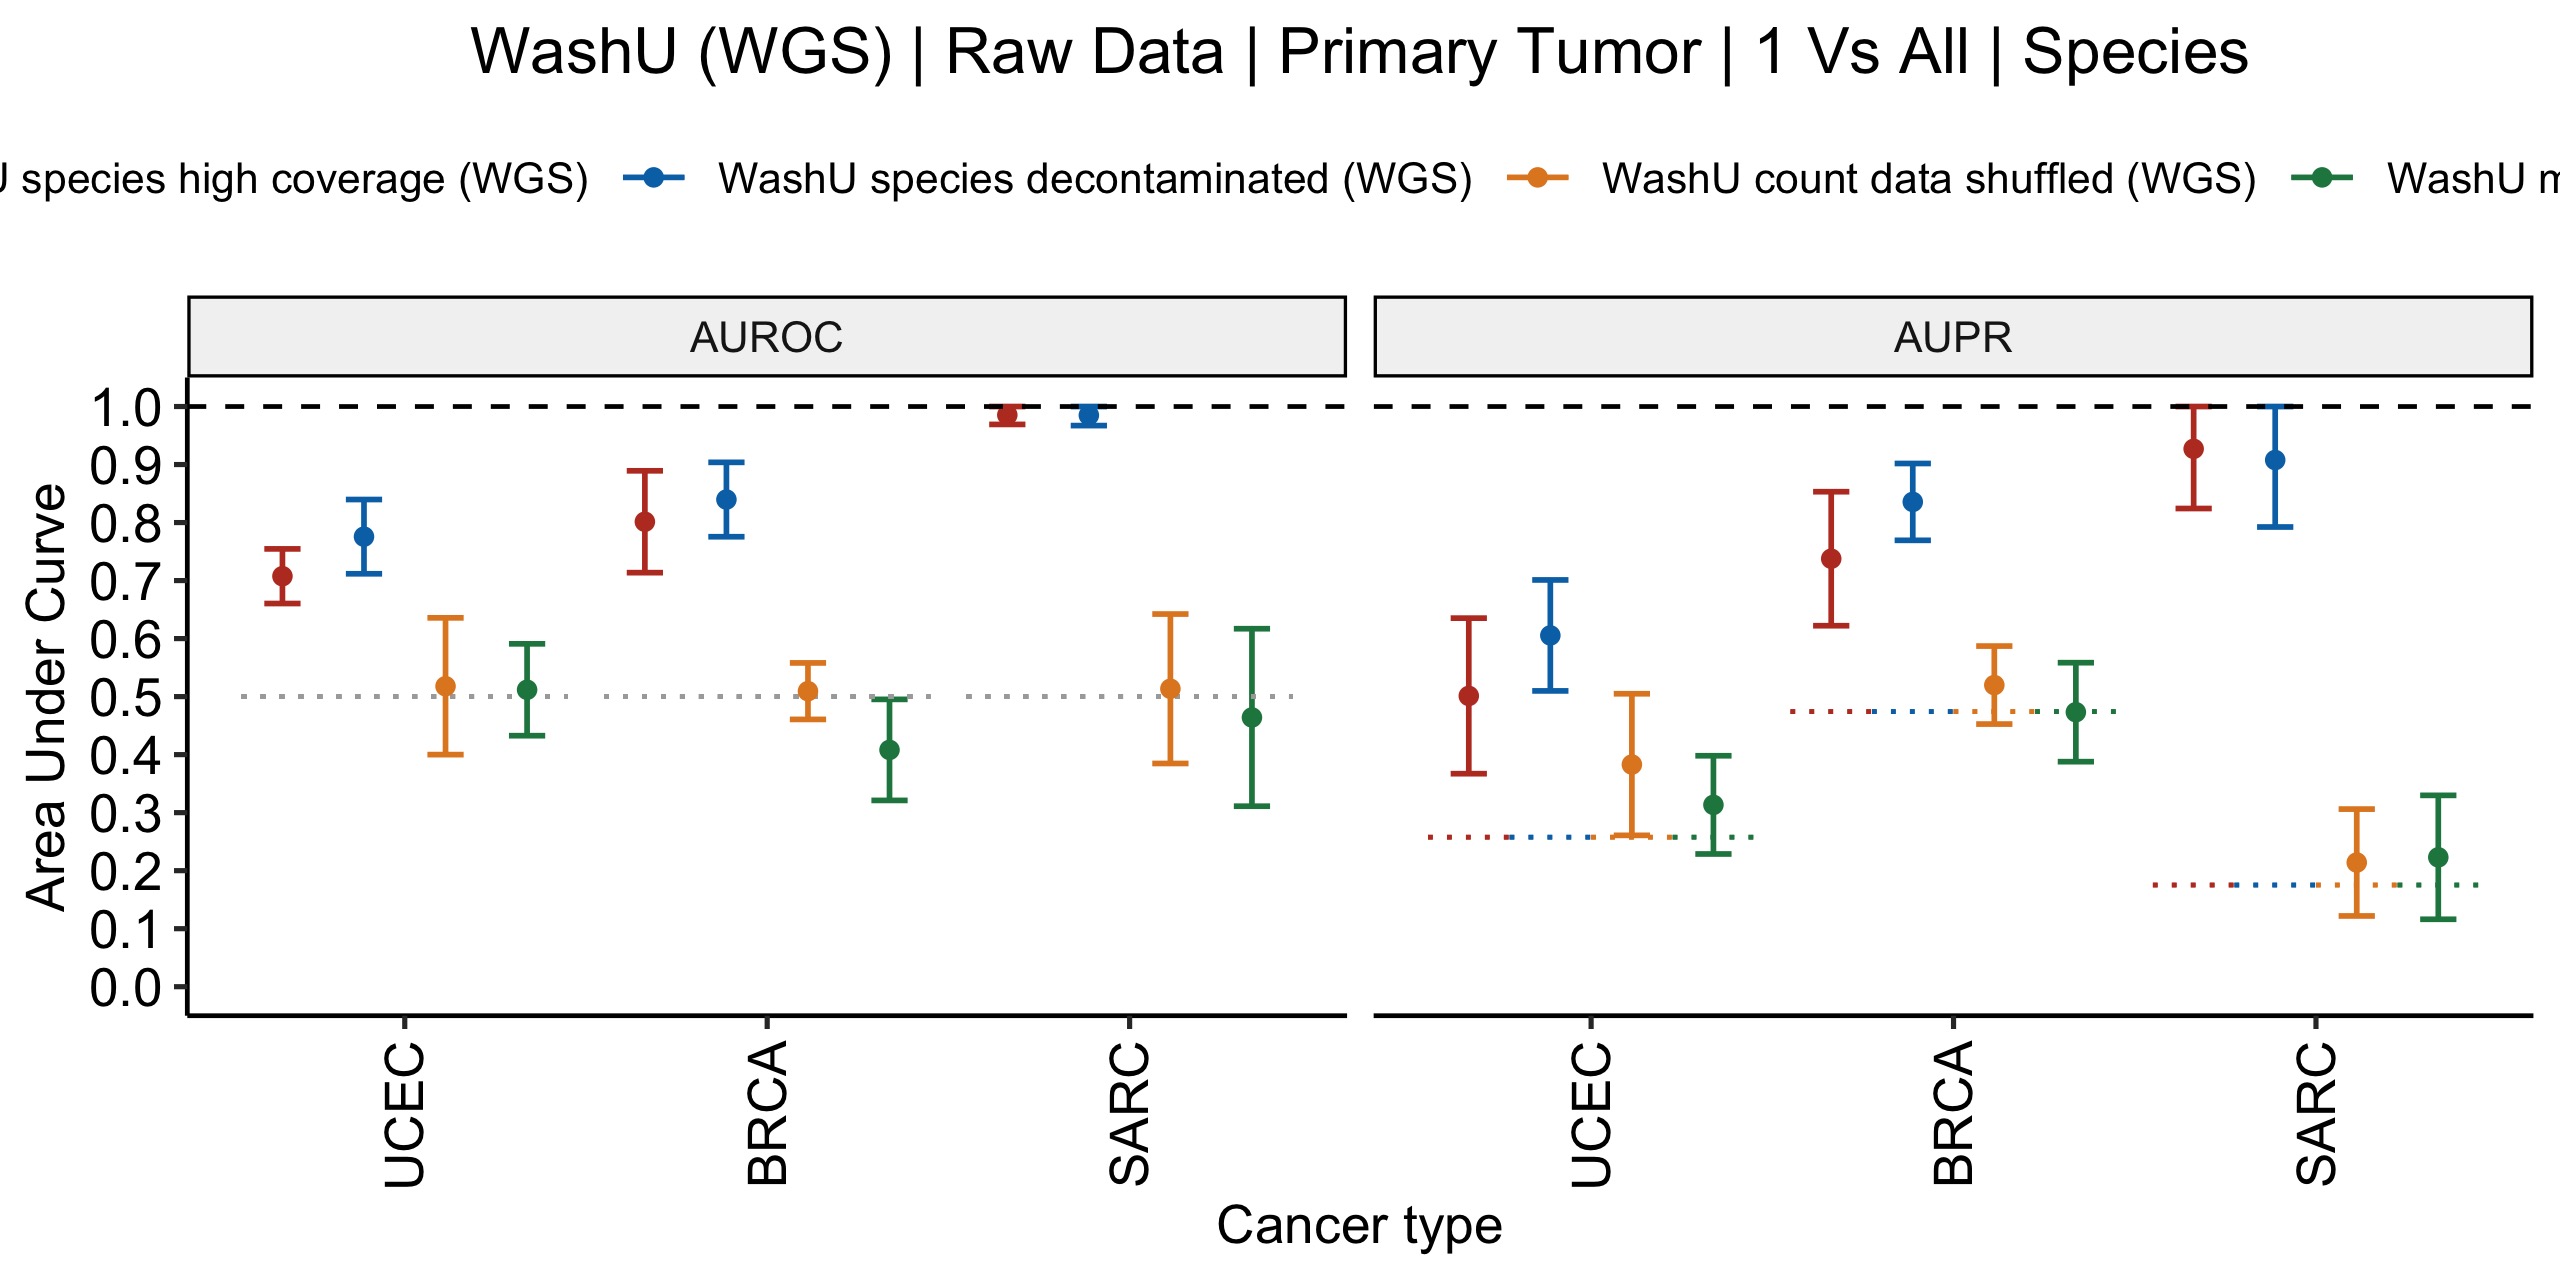 WashU (WGS) | Raw Data | Primary Tumor | 1 Vs All | Species
species high coverage (WGS) WashU species decontaminated (WGS) WashU count data shuffled (WGS) WashU
AUROC AUPR
1.0
0.9
0.8
0.7
0.6
0.5
0.4
0.3
0.2
0.1
0.0
Area Under Curve
UCEC BRCA SARC UCEC BRCA SARC
Cancer type